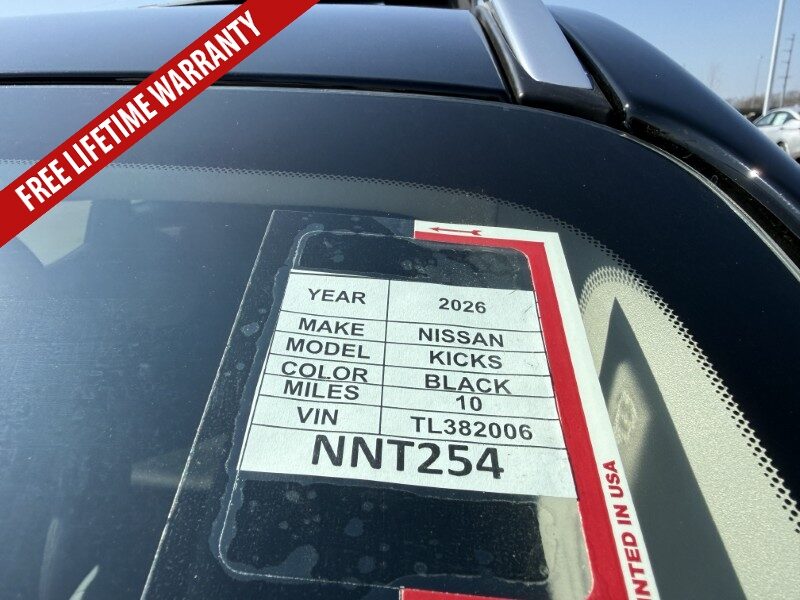 FREE LIFETIME WARRANTY
YEAR 2026
MAKE NISSAN
MODEL KICKS
COLOR BLACK
MILES 10
VIN TL382006
NNT254
INTED IN USA